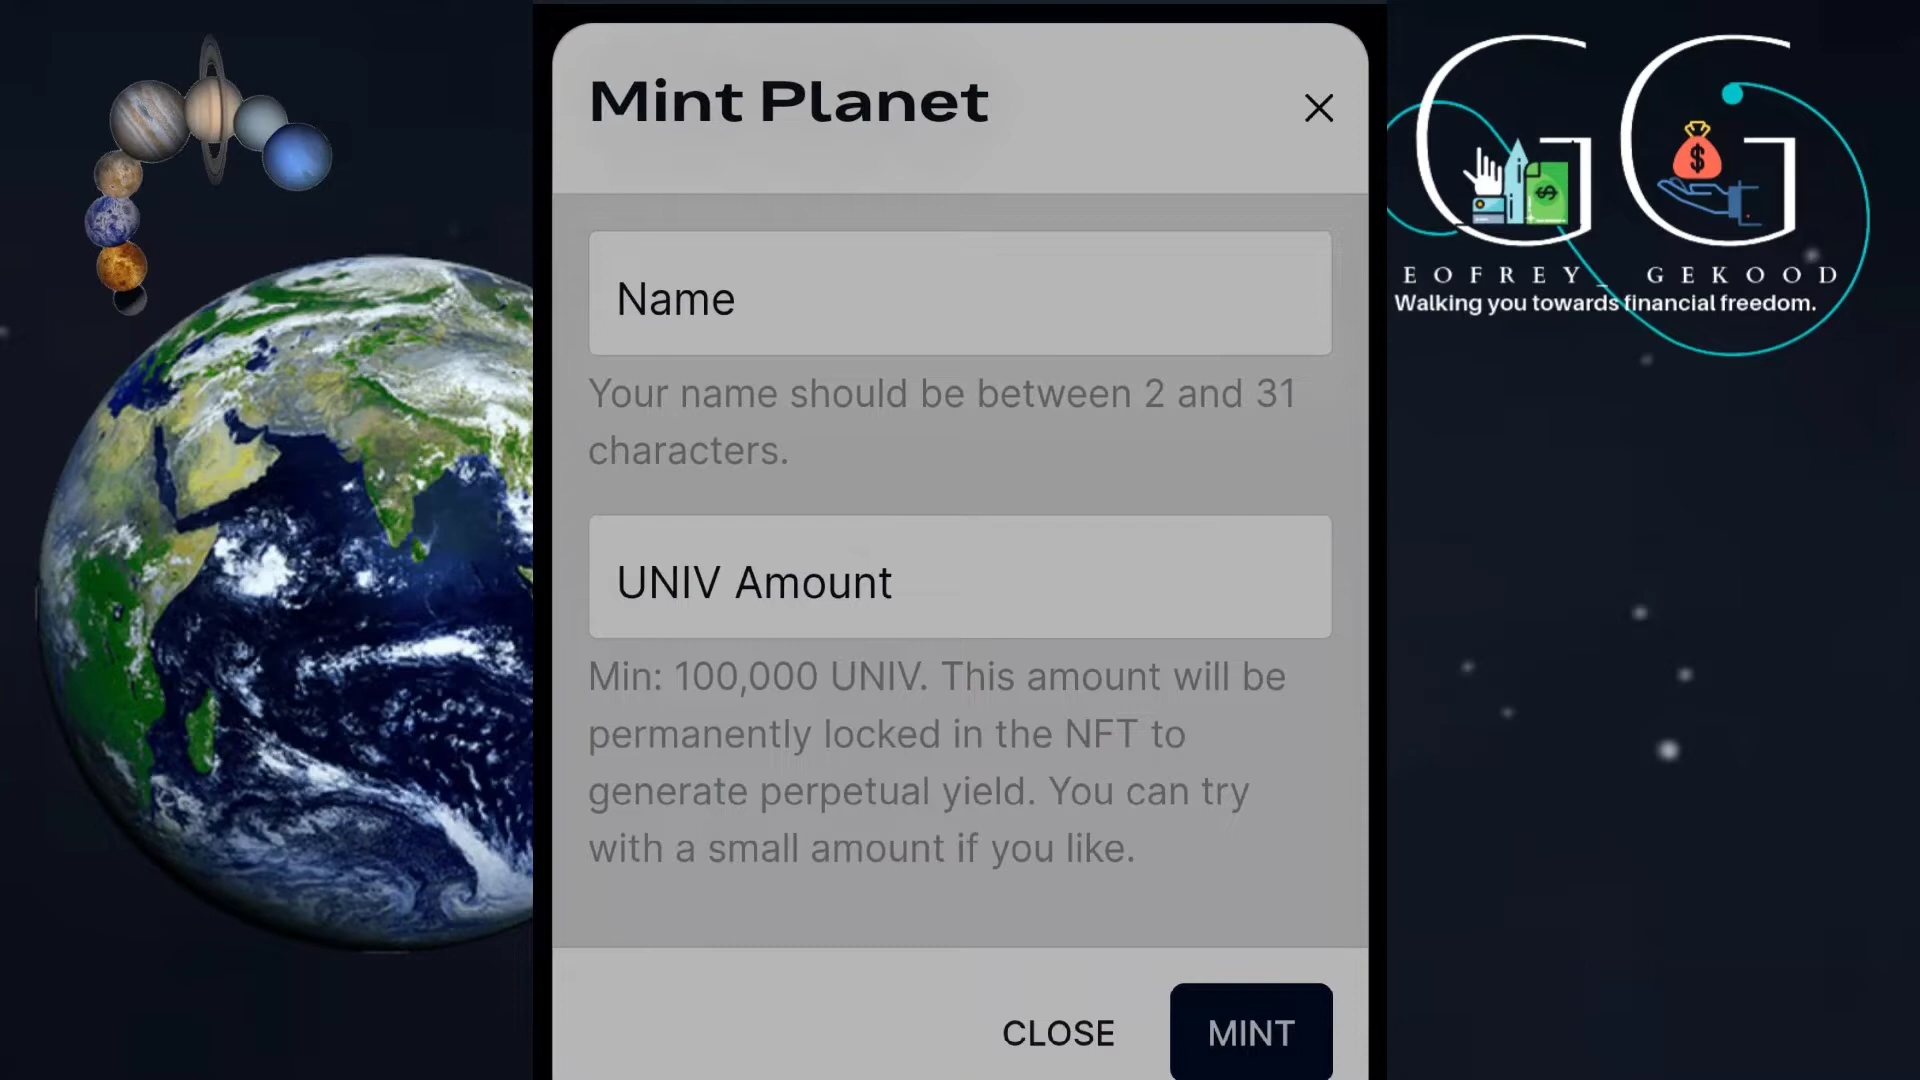 Mint Planet
Name
Your name should be between 2 and 31
characters.
UNIV Amount
Min: 100,000 UNIV. This amount will be
permanently locked in the NFT to
generate perpetual yield. You can try
with a small amount if you like.
CLOSE
MINT
G G
EOFREY_ GEKOOD
Walking you towards financial freedom.